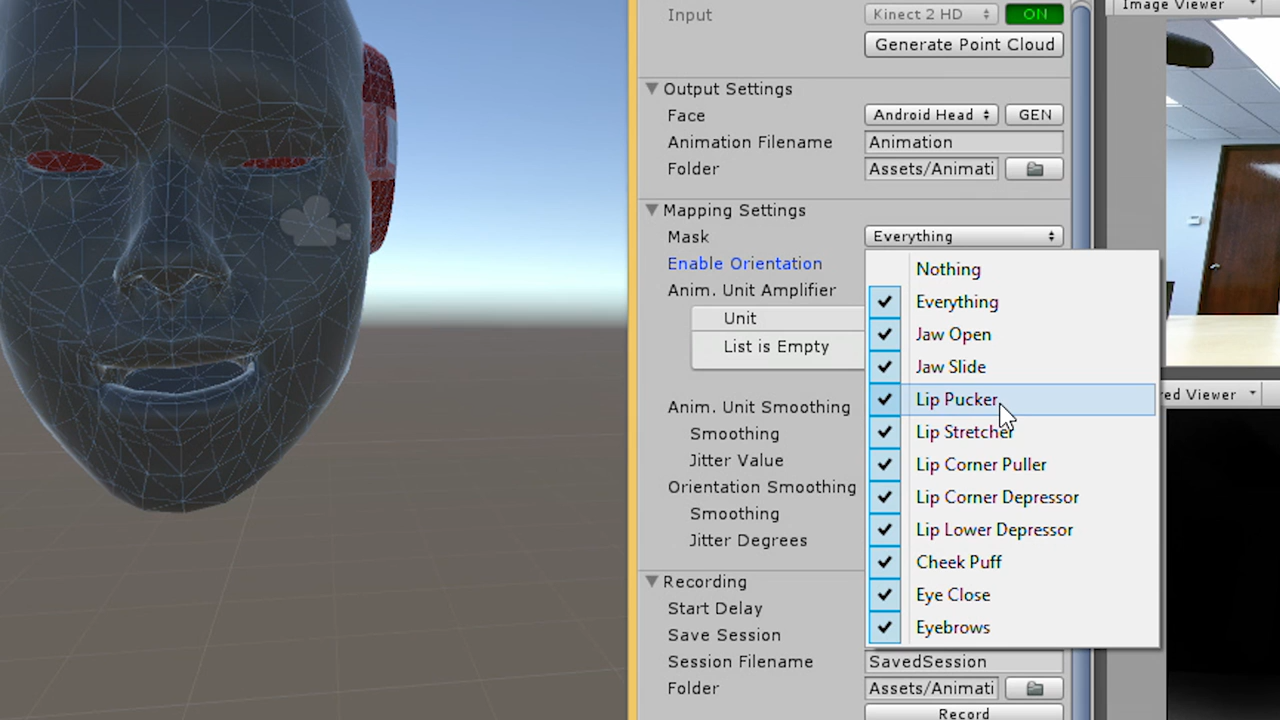 Image Viewer
Input Kinect 2 HD ON
Generate Point Cloud
Output Settings
Face Android Head GEN
Animation Filename Animation
Folder Assets/Animati
Mapping Settings
Mask Everything
Enable Orientation
Anim. Unit Amplifier
Unit
List is Empty
Anim. Unit Smoothing
Smoothing
Jitter Value
Orientation Smoothing
Smoothing
Jitter Degrees
Nothing
Everything
Jaw Open
Jaw Slide
Lip Pucker
Lip Stretcher
Lip Corner Puller
Lip Corner Depressor
Lip Lower Depressor
Cheek Puff
Eye Close
Eyebrows
red Viewer
Recording
Start Delay
Save Session
Session Filename SavedSession
Folder Assets/Animati
Record